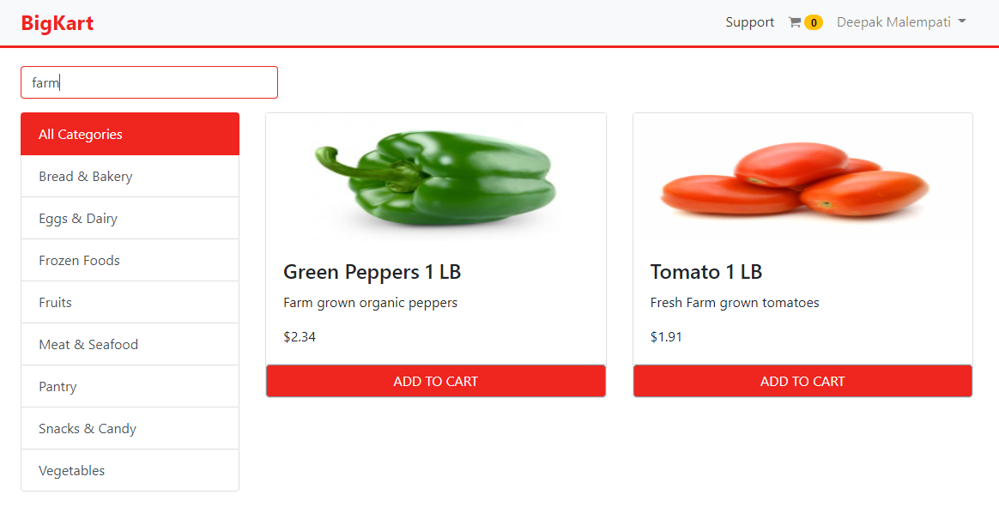 BigKart
Support 0 Deepak Malempati
farm
All Categories
Bread & Bakery
Eggs & Dairy
Frozen Foods
Fruits
Meat & Seafood
Pantry
Snacks & Candy
Vegetables
Green Peppers 1 LB
Farm grown organic peppers
$2.34
ADD TO CART
Tomato 1 LB
Fresh Farm grown tomatoes
$1.91
ADD TO CART